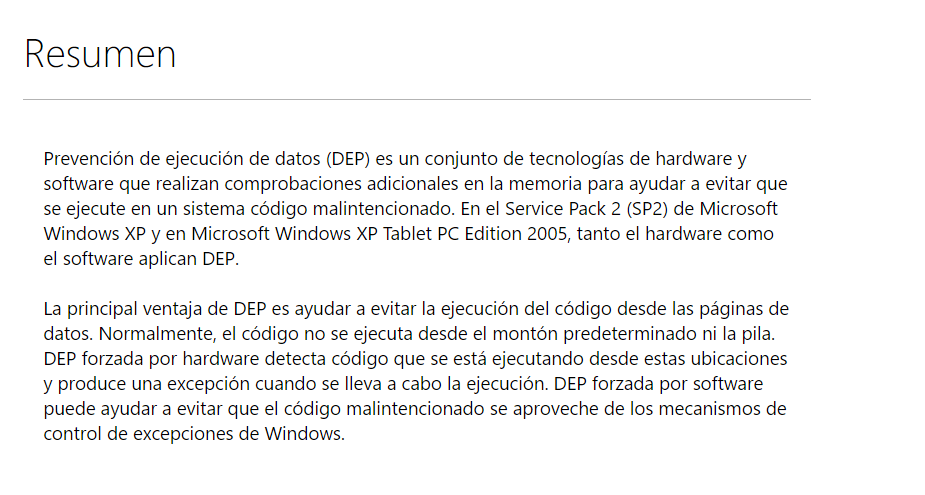 Resumen
Prevención de ejecución de datos (DEP) es un conjunto de tecnologías de hardware y
software que realizan comprobaciones adicionales en la memoria para ayudar a evitar que
se ejecute en un sistema código malintencionado. En el Service Pack 2 (SP2) de Microsoft
Windows XP y en Microsoft Windows XP Tablet PC Edition 2005, tanto el hardware como
el software aplican DEP.
La principal ventaja de DEP es ayudar a evitar la ejecución del código desde las páginas de
datos. Normalmente, el código no se ejecuta desde el montón predeterminado ni la pila.
DEP forzada por hardware detecta código que se está ejecutando desde estas ubicaciones
y produce una excepción cuando se lleva a cabo la ejecución. DEP forzada por software
puede ayudar a evitar que el código malintencionado se aproveche de los mecanismos de
control de excepciones de Windows.